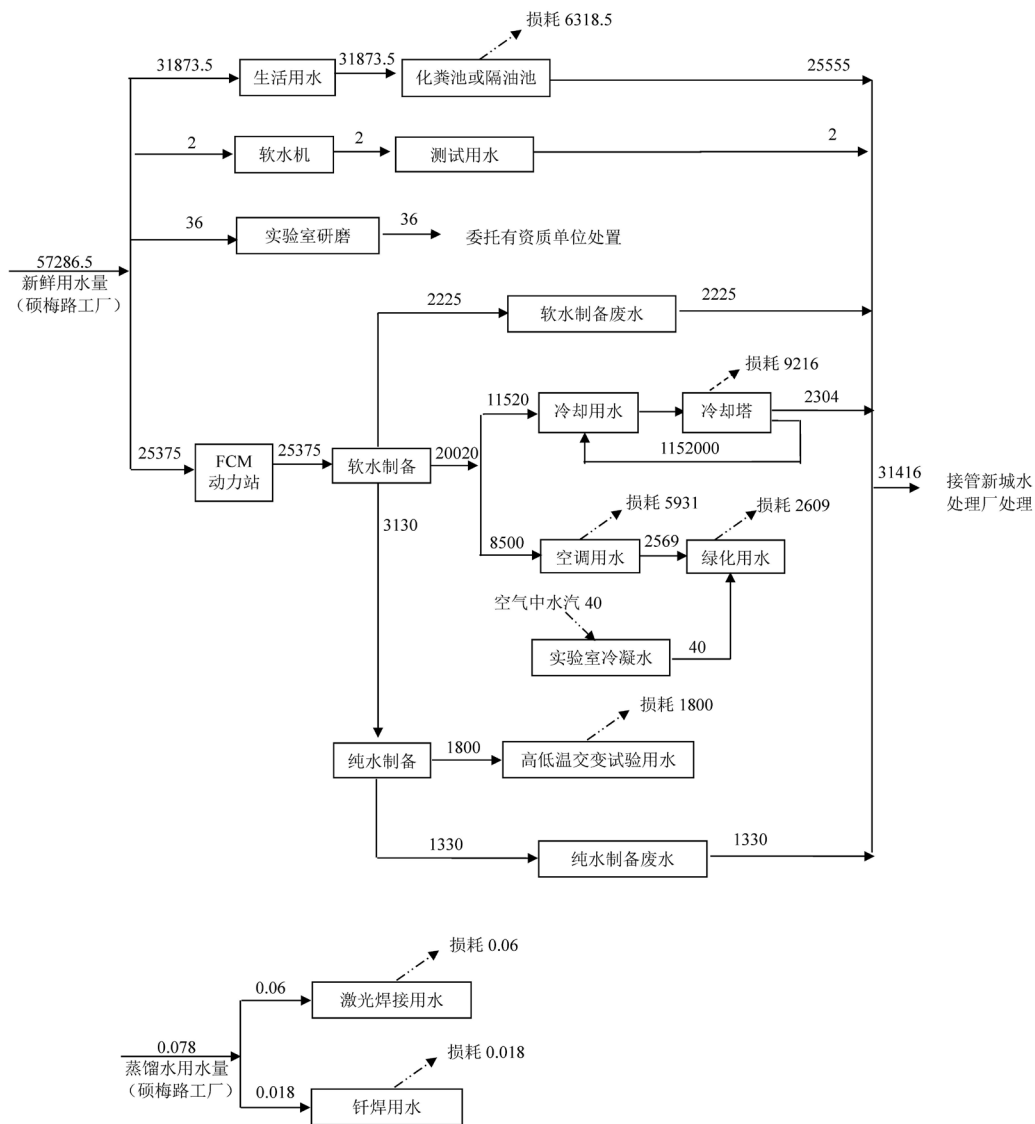 损耗 6318.5
31873.5
生活用水
31873.5
化粪池或隔油池
25555
2
软水机
2
测试用水
2
36
实验室研磨
36
委托有资质单位处置
57286.5
新鲜用水量
（硕梅路工厂）
2225
软水制备废水
2225
损耗 9216
11520
冷却用水
冷却塔
2304
1152000
25375
FCM
动力站
25375
软水制备
20020
31416
接管新城水
处理厂处理
3130
损耗 5931
损耗 2609
8500
空调用水
2569
绿化用水
空气中水汽 40
实验室冷凝水
40
损耗 1800
纯水制备
1800
高低温交变试验用水
1330
纯水制备废水
1330
损耗 0.06
0.06
激光焊接用水
0.078
蒸馏水用水量
（硕梅路工厂）
损耗 0.018
0.018
钎焊用水